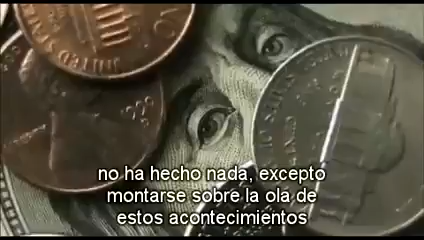 no ha hecho nada, excepto
montarse sobre la ola de
estos acontecimientos